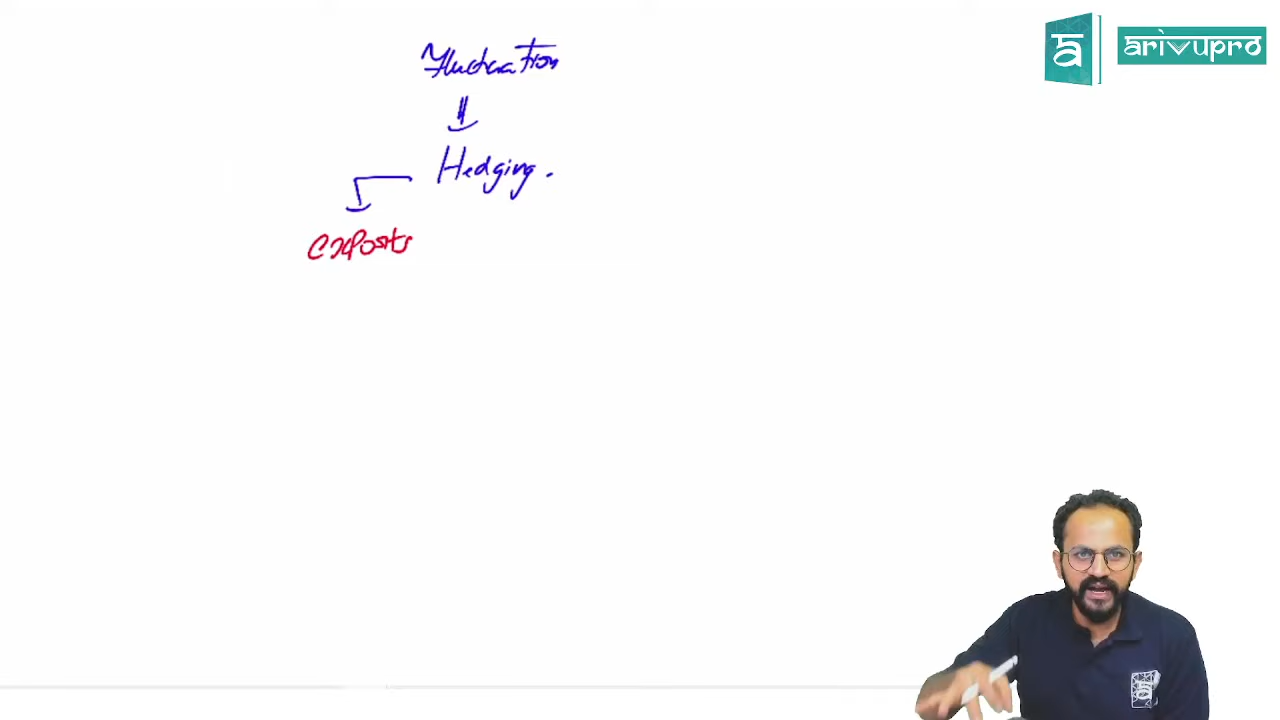 Fluctuation
Hedging.
exports
a
arivupro
a